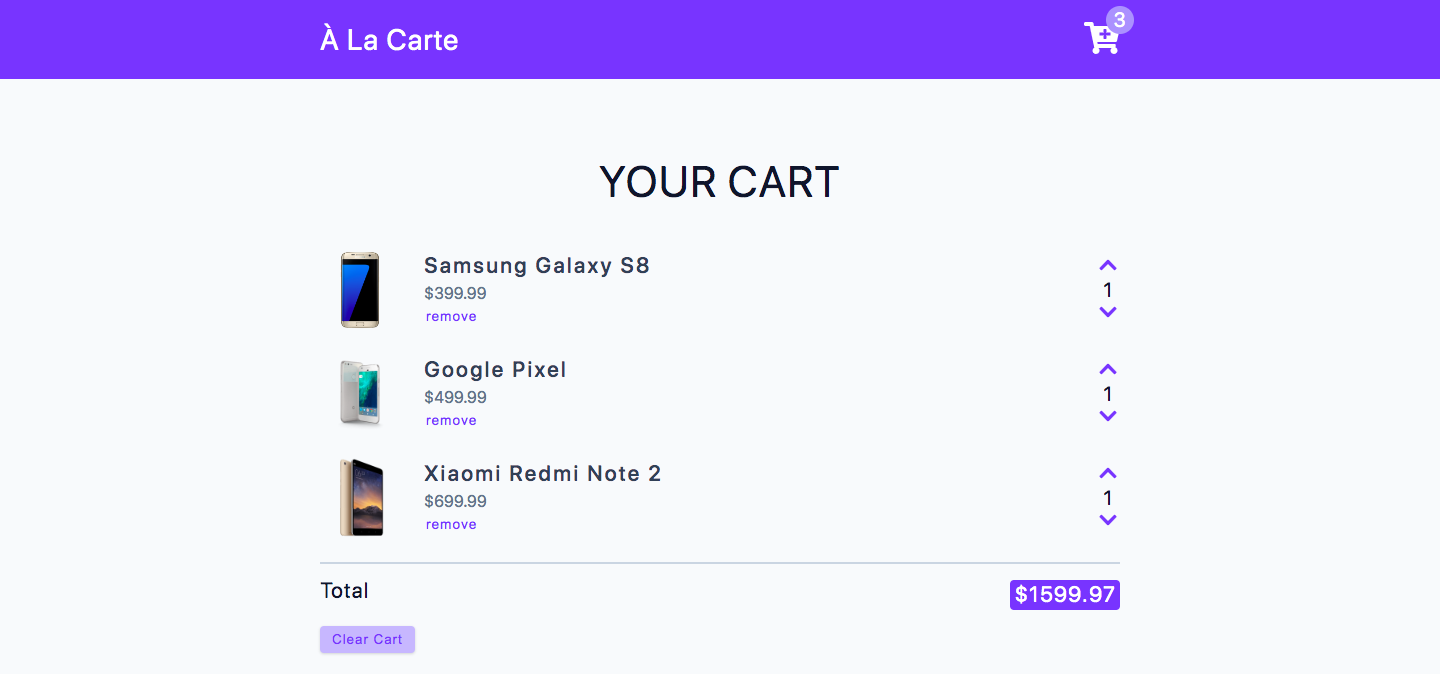 À La Carte
3
YOUR CART
Samsung Galaxy S8
$399.99
remove
1
Google Pixel
$499.99
remove
1
Xiaomi Redmi Note 2
$699.99
remove
1
Total
$1599.97
Clear Cart